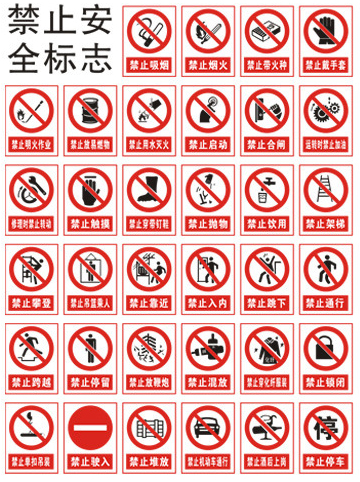 禁止安
全标志
禁止吸烟
禁止烟火
禁止带火种
禁止戴手套
禁止明火作业
禁止放易燃物
禁止用水灭火
禁止启动
禁止合闸
运转时禁止加油
修理时禁止转动
禁止触摸
禁止穿带钉鞋
禁止抛物
禁止饮用
禁止架梯
禁止攀登
禁止吊篮乘人
禁止靠近
禁止入内
禁止跳下
禁止通行
禁止跨越
禁止停留
禁止放鞭炮
禁止混放
禁止穿化纤服装
禁止锁闭
禁止单扣吊装
禁止驶入
禁止堆放
禁止机动车通行
禁止酒后上岗
停
禁止停车